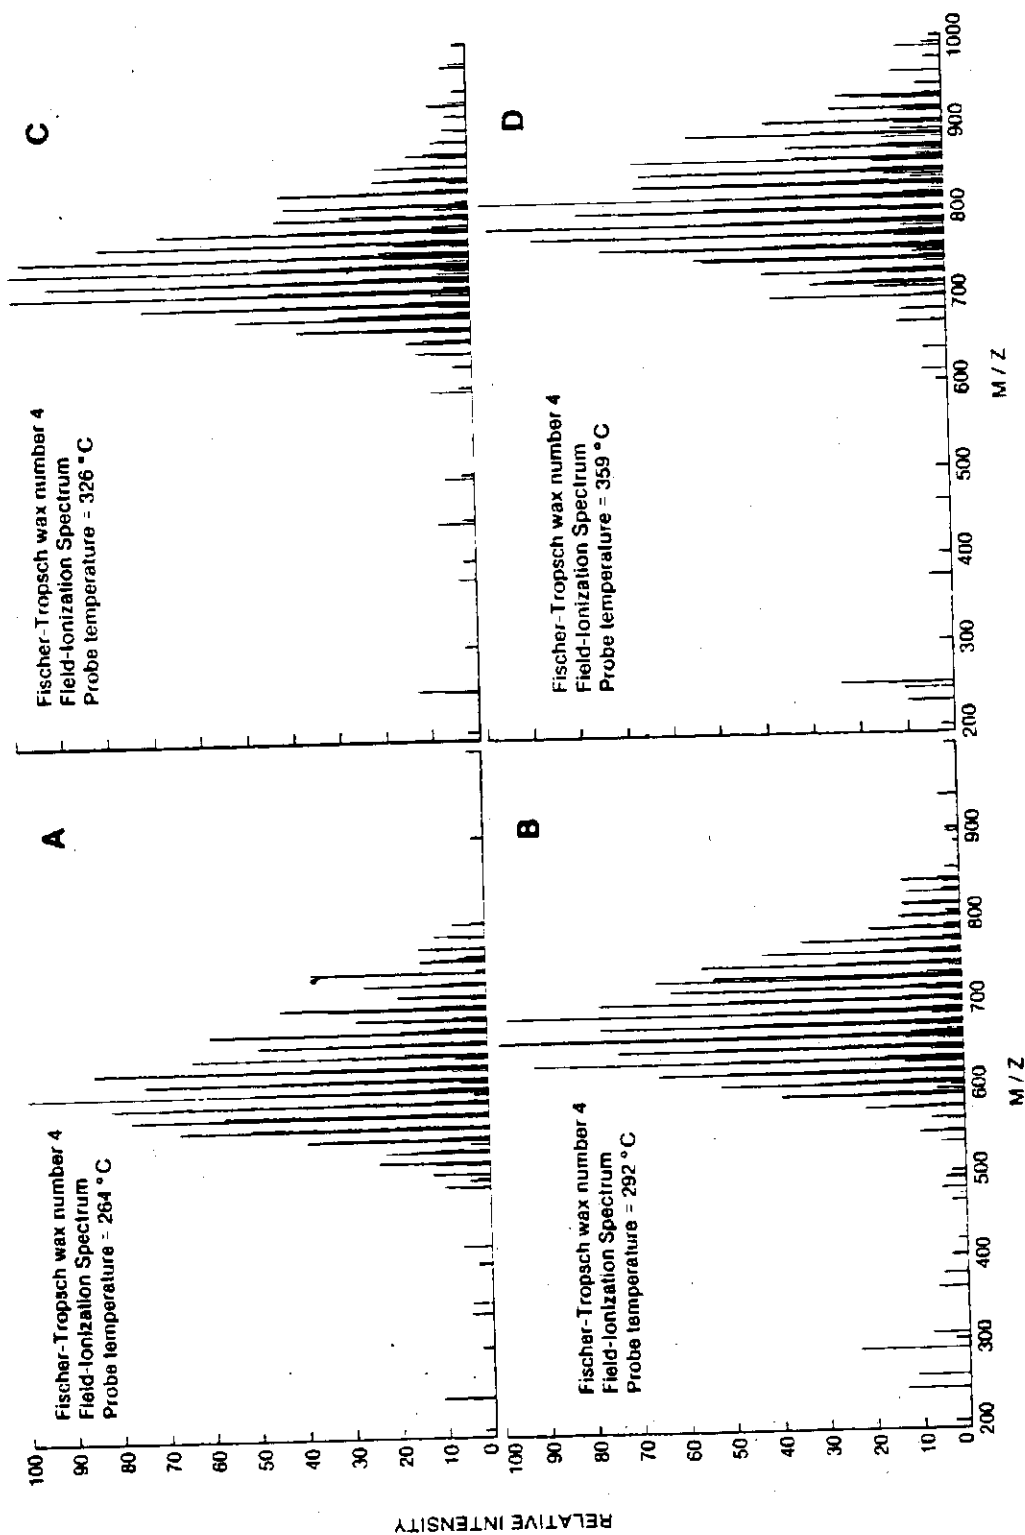 RELATIVE INTENSITY
100
90
80
70
60
50
40
30
20
10
0
Fischer-Tropsch wax number 4
Field-Ionization Spectrum
Probe temperature = 264 °C
A
Fischer-Tropsch wax number 4
Field-Ionization Spectrum
Probe temperature = 326 °C
C
100
90
80
70
60
50
40
30
20
10
0
Fischer-Tropsch wax number 4
Field-Ionization Spectrum
Probe temperature = 292 °C
B
200
300
400
500
600
700
800
900
M / Z
Fischer-Tropsch wax number 4
Field-Ionization Spectrum
Probe temperature = 359 °C
D
200
300
400
500
600
700
800
900
1000
M / Z